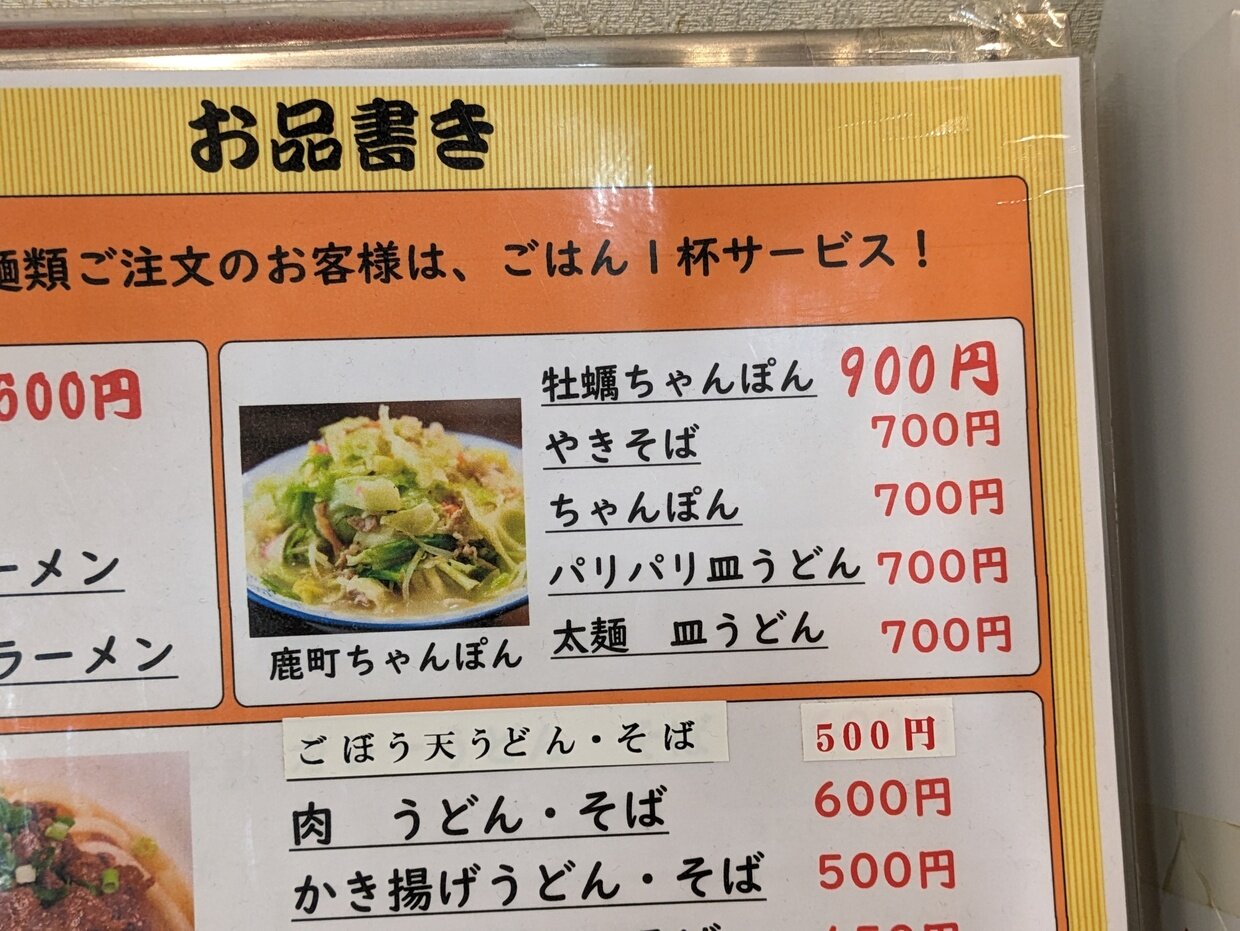 お品書き
麺類ご注文のお客様は、ごはん1杯サービス！
600円
ーメン
ラーメン
牡蠣ちゃんぽん 900円
やきそば 700円
ちゃんぽん 700円
パリパリ皿うどん 700円
太麺　皿うどん 700円
鹿町ちゃんぽん
ごぼう天うどん・そば 500円
肉　うどん・そば 600円
かき揚げうどん・そば 500円